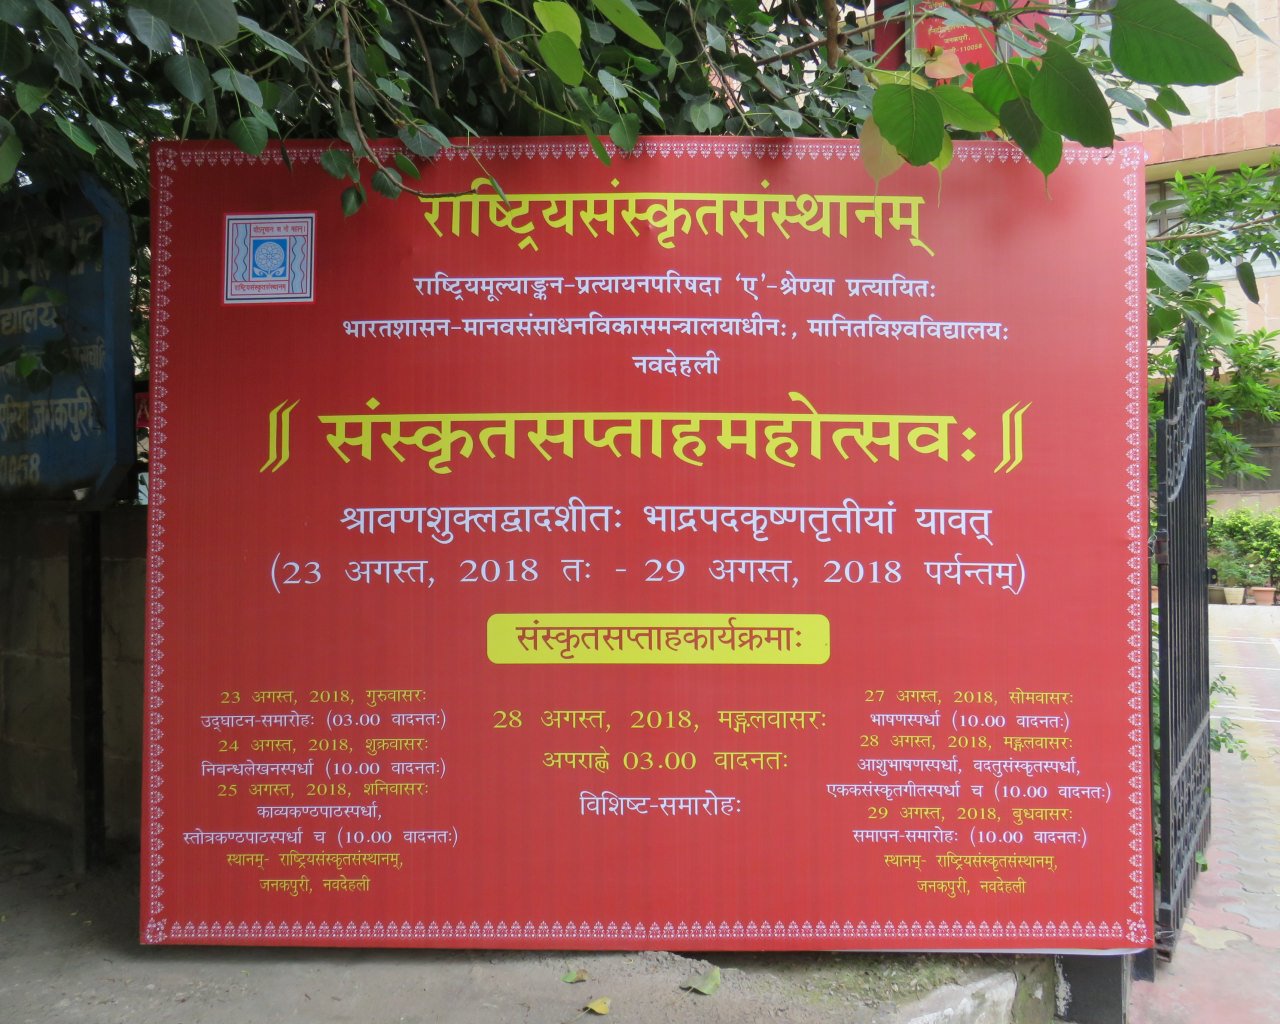 जनकपुरी,
राष्ट्रियसंस्कृतसंस्थानम्
योऽनूचानः स नो महान्।
राष्ट्रियसंस्कृतसंस्थानम्
राष्ट्रियमूल्याङ्कन-प्रत्यायनपरिषदा ‘ए’-श्रेण्या प्रत्यायितः
भारतशासन-मानवसंसाधनविकासमन्त्रालयाधीनः, मानितविश्वविद्यालयः
नवदेहली
संस्कृतसप्ताहमहोत्सवः
श्रावणशुक्लद्वादशीतः भाद्रपदकृष्णतृतीयां यावत्
(23 अगस्त, 2018 तः - 29 अगस्त, 2018 पर्यन्तम्)
संस्कृतसप्ताहकार्यक्रमाः
23 अगस्त, 2018, गुरुवासरः
उद्घाटन-समारोहः (03.00 वादनतः)
24 अगस्त, 2018, शुक्रवासरः
निबन्धलेखनस्पर्धा (10.00 वादनतः)
25 अगस्त, 2018, शनिवासरः
काव्यकण्ठपाठस्पर्धा,
स्तोत्रकण्ठपाठस्पर्धा च (10.00 वादनतः)
स्थानम्- राष्ट्रियसंस्कृतसंस्थानम्,
जनकपुरी, नवदेहली
28 अगस्त, 2018, मङ्गलवासरः
अपराह्णे 03.00 वादनतः
विशिष्ट-समारोहः
27 अगस्त, 2018, सोमवासरः
भाषणस्पर्धा (10.00 वादनतः)
28 अगस्त, 2018, मङ्गलवासरः
आशुभाषणस्पर्धा, वदतुसंस्कृतस्पर्धा,
एककसंस्कृतगीतस्पर्धा च (10.00 वादनतः)
29 अगस्त, 2018, बुधवासरः
समापन-समारोहः (10.00 वादनतः)
स्थानम्- राष्ट्रियसंस्कृतसंस्थानम्,
जनकपुरी, नवदेहली